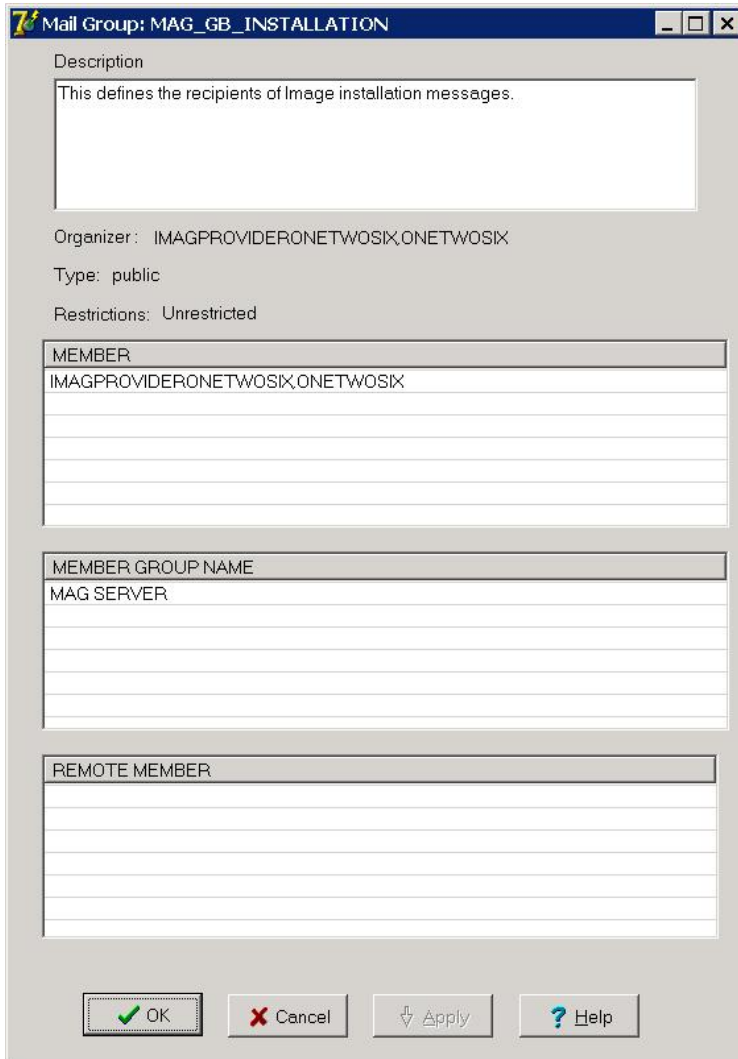 Mail Group: MAG_GB_INSTALLATION
Description
This defines the recipients of Image installation messages.
Organizer: IMAGPROVIDERONETWOSIX,ONETWOSIX
Type: public
Restrictions: Unrestricted
MEMBER
IMAGPROVIDERONETWOSIX,ONETWOSIX
MEMBER GROUP NAME
MAG SERVER
REMOTE MEMBER
OK Cancel Apply Help